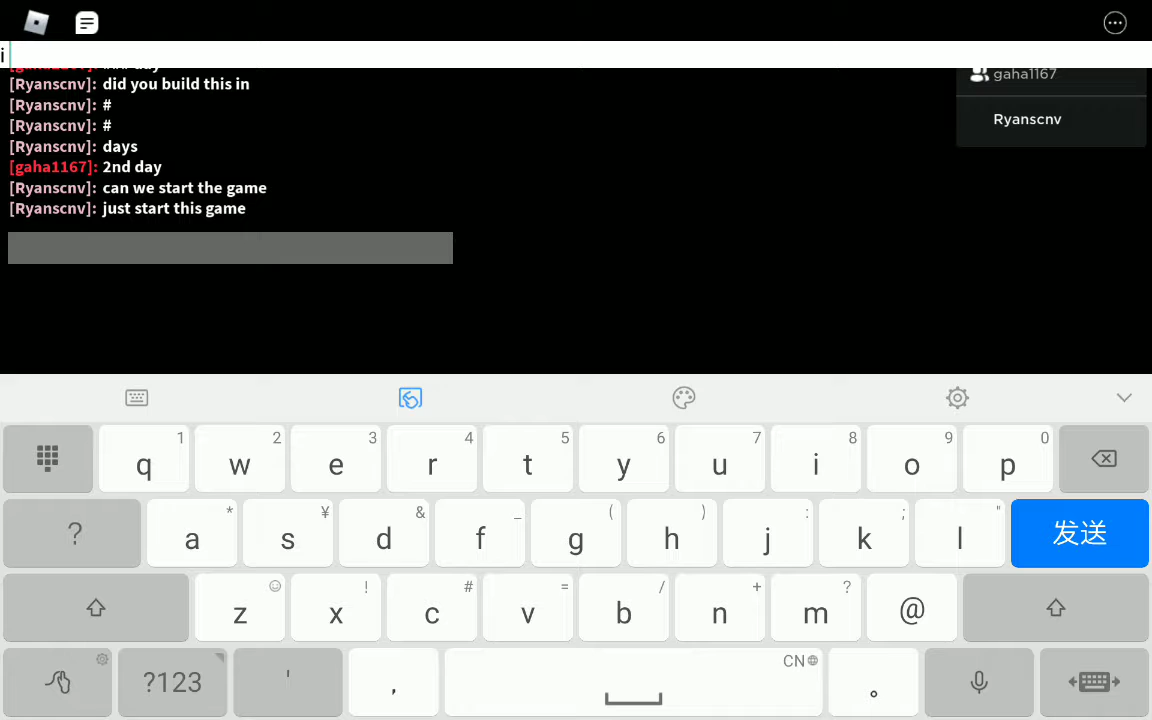 i
gaha1167
day
[Ryanscnv]: did you build this in
[Ryanscnv]: #
[Ryanscnv]: #
Ryanscnv
[Ryanscnv]: days
[gaha1167]: 2nd day
[Ryanscnv]: can we start the game
[Ryanscnv]: just start this game
q 1 w 2 e 3 r 4 t 5 y 6 u 7 i 8 o 9 p 0
? a * s ¥ d & f _ g ( h ) j : k ; l " 发送
z x ! c # v = b / n + m ? @
?123 ' , CN 。